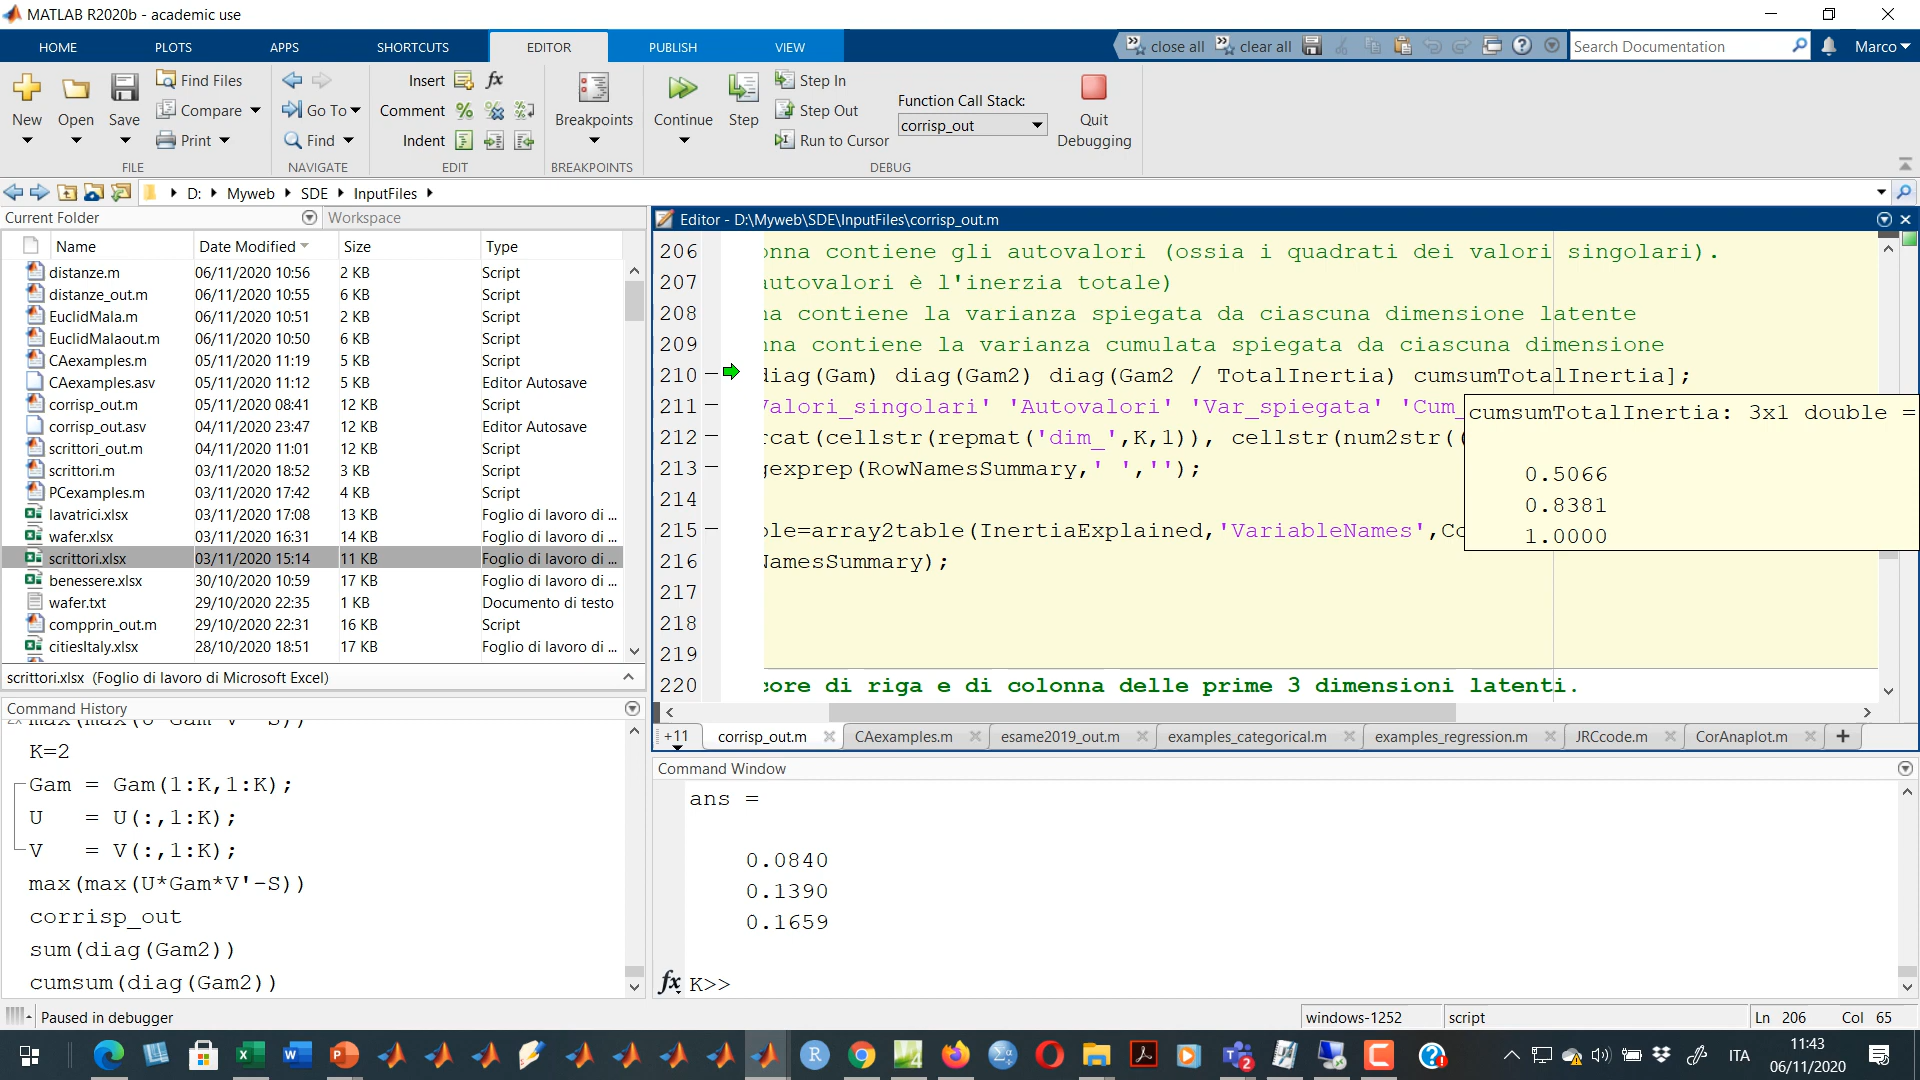 MATLAB R2020b - academic use
HOME PLOTS APPS SHORTCUTS EDITOR PUBLISH VIEW
close all clear all Search Documentation Marco
New Open Save Find Files Compare Print
FILE
Go To Find
NAVIGATE
Insert fx
Comment
Indent
EDIT
Breakpoints
BREAKPOINTS
Continue Step Step In Step Out Run to Cursor
Function Call Stack:
corrisp_out
Quit Debugging
DEBUG
D: Myweb SDE InputFiles
Current Folder Workspace
Name Date Modified Size Type
distanze.m 06/11/2020 10:56 2 KB Script
distanze_out.m 06/11/2020 10:55 6 KB Script
EuclidMala.m 06/11/2020 10:51 2 KB Script
EuclidMalaout.m 06/11/2020 10:50 6 KB Script
CAexamples.m 05/11/2020 11:19 5 KB Script
CAexamples.asv 05/11/2020 11:12 5 KB Editor Autosave
corrisp_out.m 05/11/2020 08:41 12 KB Script
corrisp_out.asv 04/11/2020 23:47 12 KB Editor Autosave
scrittori_out.m 04/11/2020 11:01 12 KB Script
scrittori.m 03/11/2020 18:52 3 KB Script
PCexamples.m 03/11/2020 17:42 4 KB Script
lavatrici.xlsx 03/11/2020 17:08 13 KB Foglio di lavoro di ...
wafer.xlsx 03/11/2020 16:31 14 KB Foglio di lavoro di ...
scrittori.xlsx 03/11/2020 15:14 11 KB Foglio di lavoro di ...
benessere.xlsx 30/10/2020 10:59 17 KB Foglio di lavoro di ...
wafer.txt 29/10/2020 22:35 1 KB Documento di testo
compprin_out.m 29/10/2020 22:31 16 KB Script
citiesItaly.xlsx 28/10/2020 18:51 17 KB Foglio di lavoro di ...
scrittori.xlsx (Foglio di lavoro di Microsoft Excel)
Command History
max(max(U*Gam*V'-S))
K=2
Gam = Gam(1:K,1:K);
U = U(:,1:K);
V = V(:,1:K);
max(max(U*Gam*V'-S))
corrisp_out
sum(diag(Gam2))
cumsum(diag(Gam2))
Editor - D:\Myweb\SDE\InputFiles\corrisp_out.m
206 onna contiene gli autovalori (ossia i quadrati dei valori singolari).
207 autovalori è l'inerzia totale)
208 na contiene la varianza spiegata da ciascuna dimensione latente
209 nna contiene la varianza cumulata spiegata da ciascuna dimensione
210 diag(Gam) diag(Gam2) diag(Gam2 / TotalInertia) cumsumTotalInertia];
211 Valori_singolari' 'Autovalori' 'Var_spiegata' 'Cum_
212 rcat(cellstr(repmat('dim_',K,1)), cellstr(num2str((
213 gexprep(RowNamesSummary,' ','');
214
215 ole=array2table(InertiaExplained,'VariableNames',Co
216 NamesSummary);
217
218
219
220 core di riga e di colonna delle prime 3 dimensioni latenti.
cumsumTotalInertia: 3x1 double =
0.5066
0.8381
1.0000
+11 corrisp_out.m CAexamples.m esame2019_out.m examples_categorical.m examples_regression.m JRCcode.m CorAnaplot.m +
Command Window
ans =
0.0840
0.1390
0.1659
fx K>>
Paused in debugger windows-1252 script Ln 206 Col 65
ITA 11:43
06/11/2020